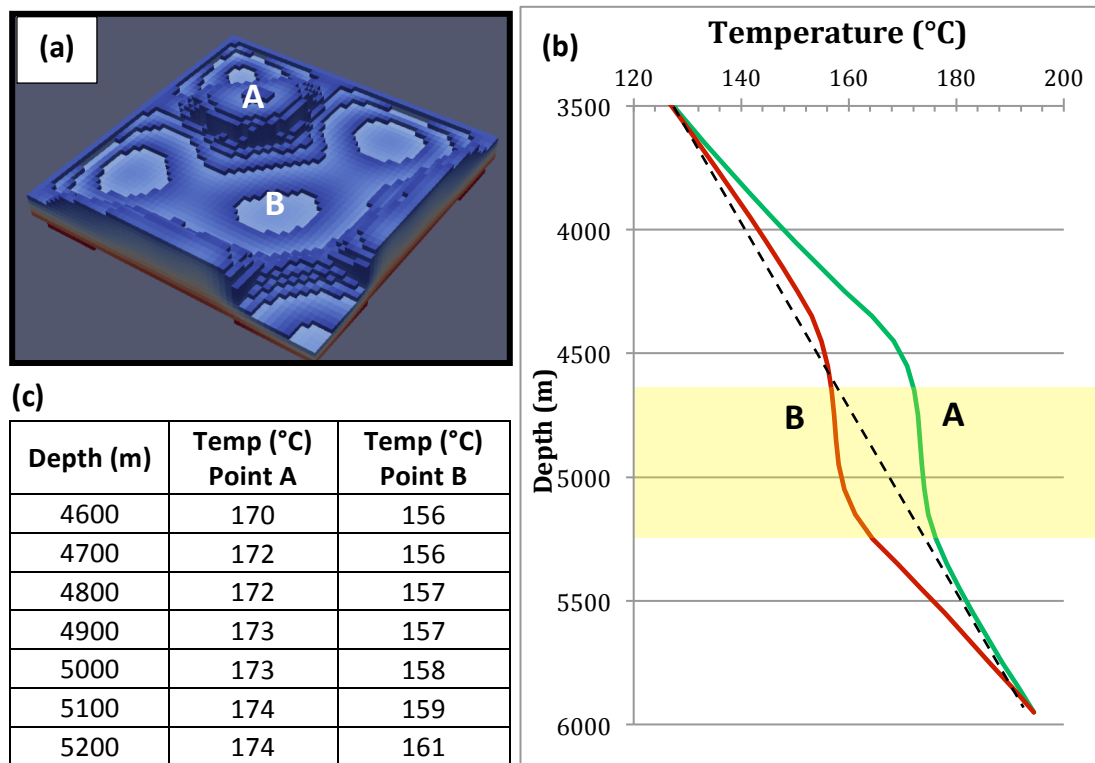 (a)
A
B
(b)
Temperature (°C)
120 140 160 180 200
3500
4000
4500
5000
5500
6000
Depth (m)
B
A
(c)
Depth (m) Temp (°C) Point A Temp (°C) Point B
4600 170 156
4700 172 156
4800 172 157
4900 173 157
5000 173 158
5100 174 159
5200 174 161